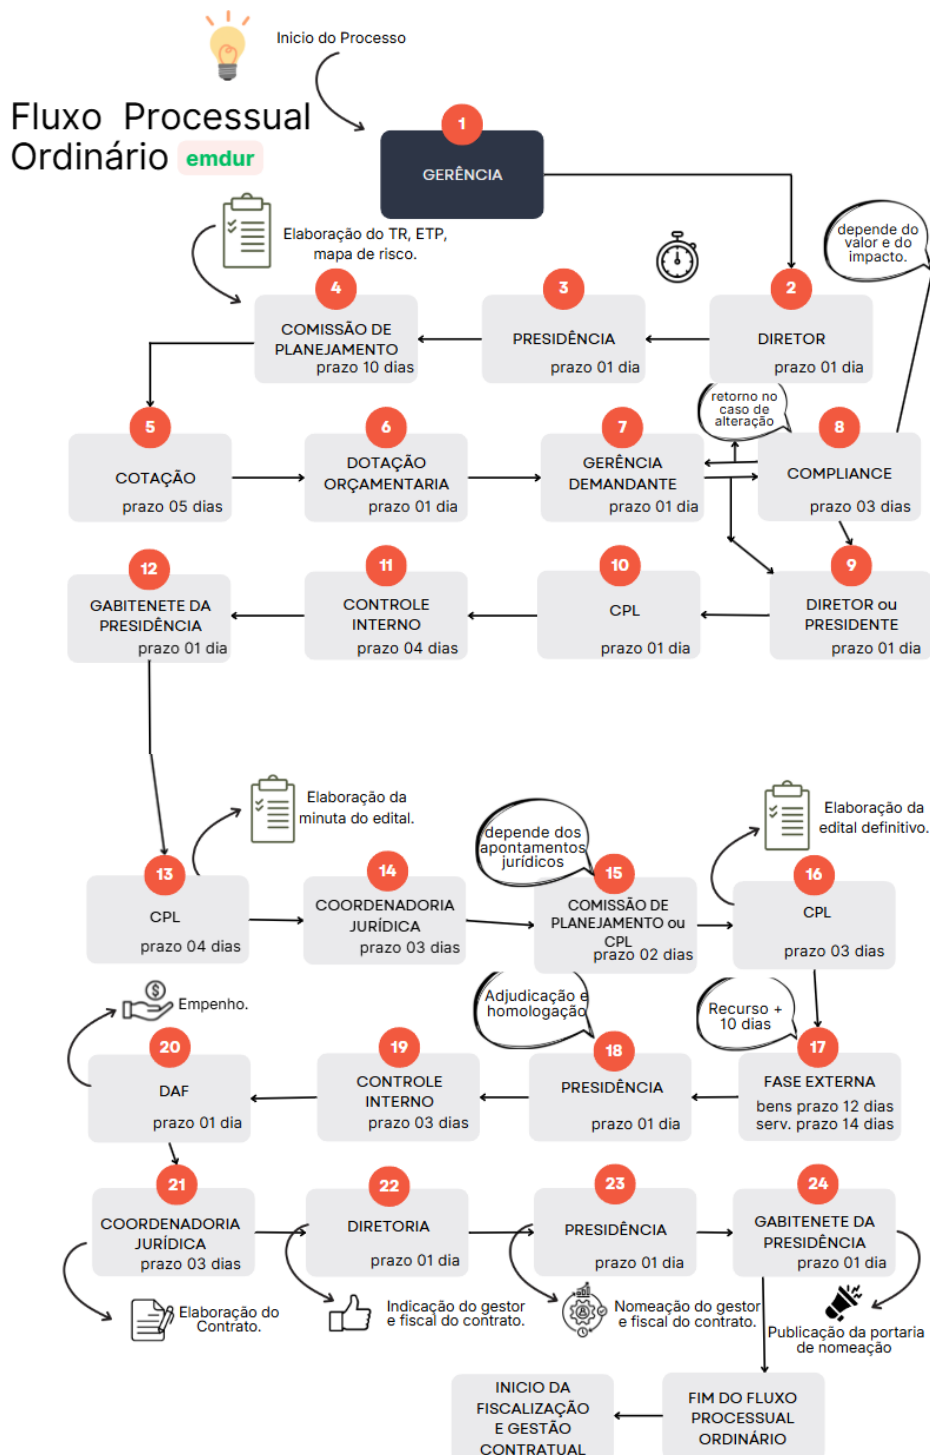 Inicio do Processo
Fluxo Processual
Ordinário emdur
1
GERÊNCIA
Elaboração do TR, ETP,
mapa de risco.
depende do
valor e do
impacto.
4
COMISSÃO DE
PLANEJAMENTO
prazo 10 dias
3
PRESIDÊNCIA
prazo 01 dia
2
DIRETOR
prazo 01 dia
retorno no
caso de
alteração
5
COTAÇÃO
prazo 05 dias
6
DOTAÇÃO
ORÇAMENTARIA
prazo 01 dia
7
GERÊNCIA
DEMANDANTE
prazo 01 dia
8
COMPLIANCE
prazo 03 dias
12
GABITENETE DA
PRESIDÊNCIA
prazo 01 dia
11
CONTROLE
INTERNO
prazo 04 dias
10
CPL
prazo 01 dia
9
DIRETOR ou
PRESIDENTE
prazo 01 dia
Elaboração da
minuta do edital.
depende dos
apontamentos
jurídicos
Elaboração da
edital definitivo.
13
CPL
prazo 04 dias
14
COORDENADORIA
JURÍDICA
prazo 03 dias
15
COMISSÃO DE
PLANEJAMENTO ou
CPL
prazo 02 dias
16
CPL
prazo 03 dias
Empenho.
Adjudicação e
homologação
Recurso +
10 dias
20
DAF
prazo 01 dia
19
CONTROLE
INTERNO
prazo 03 dias
18
PRESIDÊNCIA
prazo 01 dia
17
FASE EXTERNA
bens prazo 12 dias
serv. prazo 14 dias
21
COORDENADORIA
JURÍDICA
prazo 03 dias
22
DIRETORIA
prazo 01 dia
23
PRESIDÊNCIA
prazo 01 dia
24
GABITENETE DA
PRESIDÊNCIA
prazo 01 dia
Elaboração do
Contrato.
Indicação do gestor
e fiscal do contrato.
Nomeação do gestor
e fiscal do contrato.
Publicação da portaria
de nomeação
INICIO DA
FISCALIZAÇÃO
E GESTÃO
CONTRATUAL
FIM DO FLUXO
PROCESSUAL
ORDINÁRIO